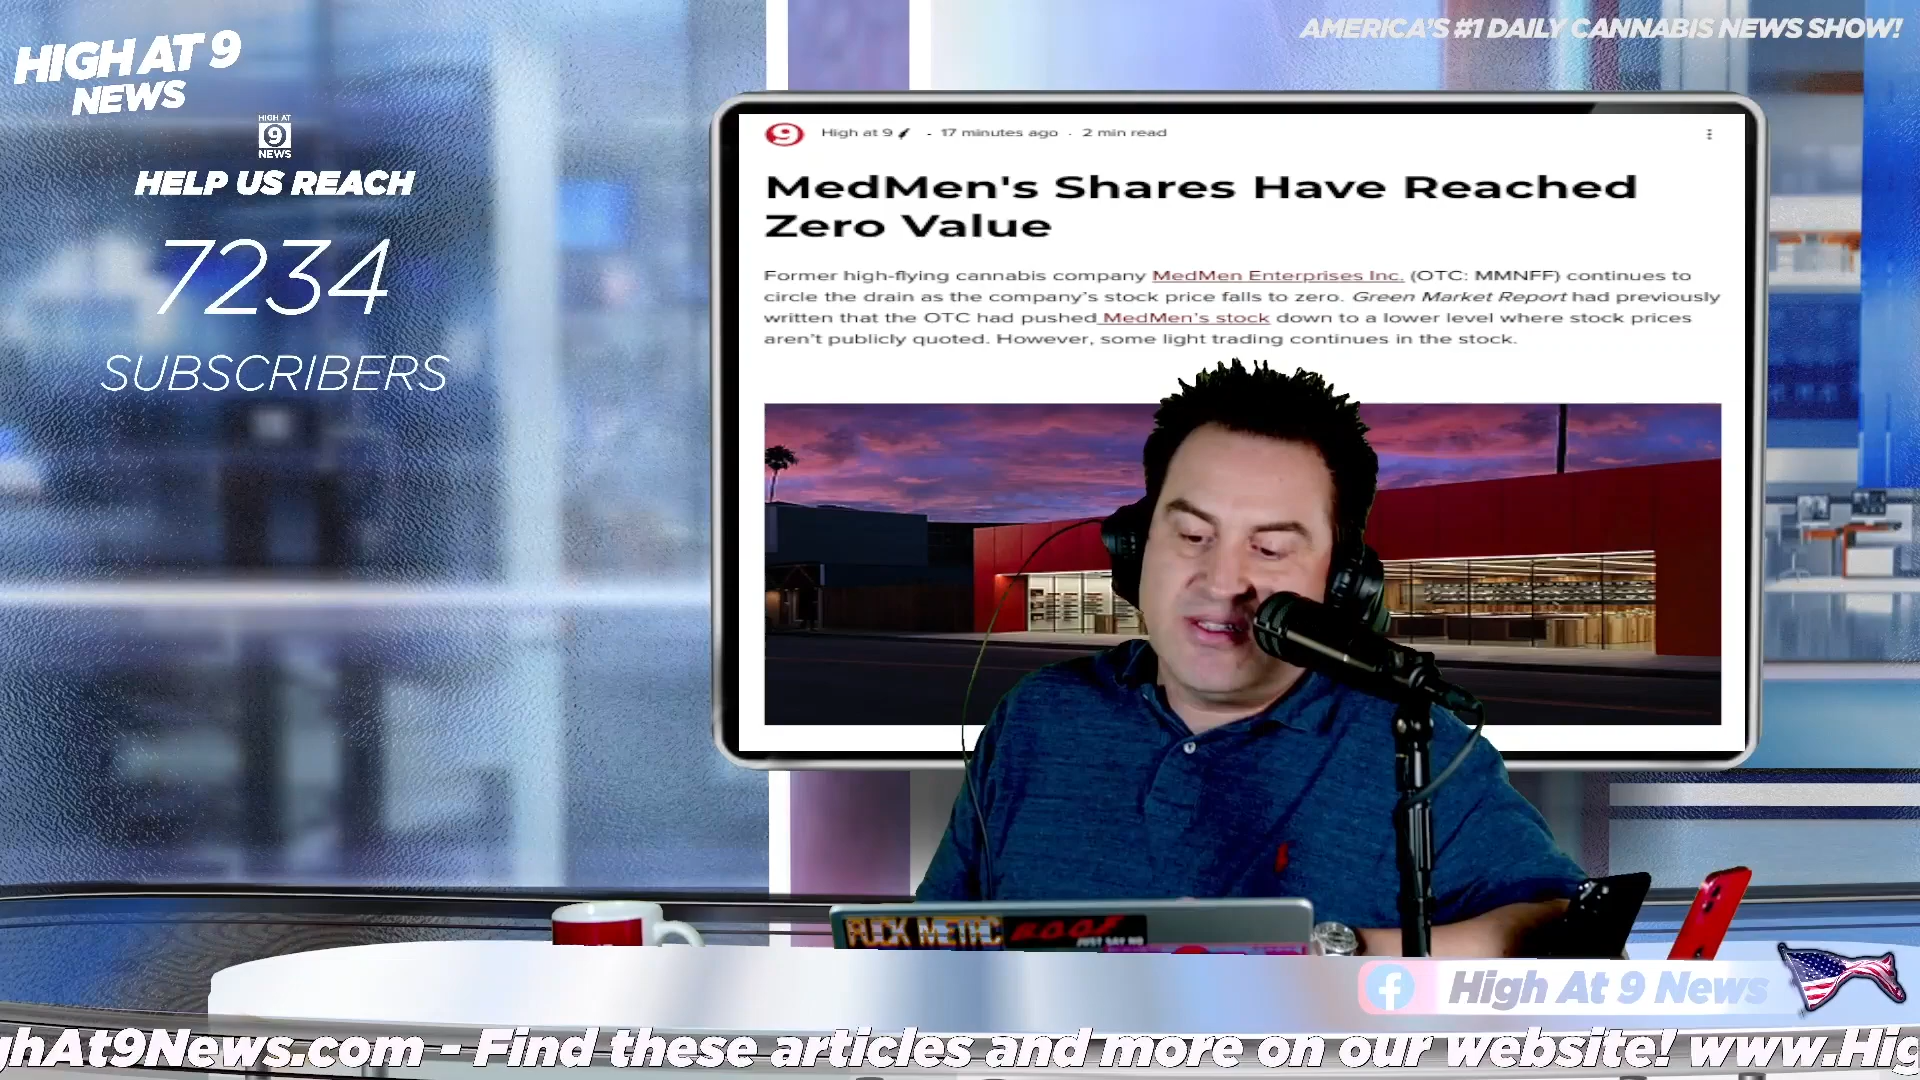 HIGH AT 9
NEWS
HIGH AT
9
NEWS
HELP US REACH
7234
SUBSCRIBERS
AMERICA'S #1 DAILY CANNABIS NEWS SHOW!
9 High at 9 - 17 minutes ago · 2 min read
MedMen's Shares Have Reached
Zero Value
Former high-flying cannabis company MedMen Enterprises Inc. (OTC: MMNFF) continues to
circle the drain as the company's stock price falls to zero. Green Market Report had previously
written that the OTC had pushed MedMen's stock down to a lower level where stock prices
aren't publicly quoted. However, some light trading continues in the stock.
JUST SAY NO
f High At 9 News
ghAt9News.com - Find these articles and more on our website! www.Hig